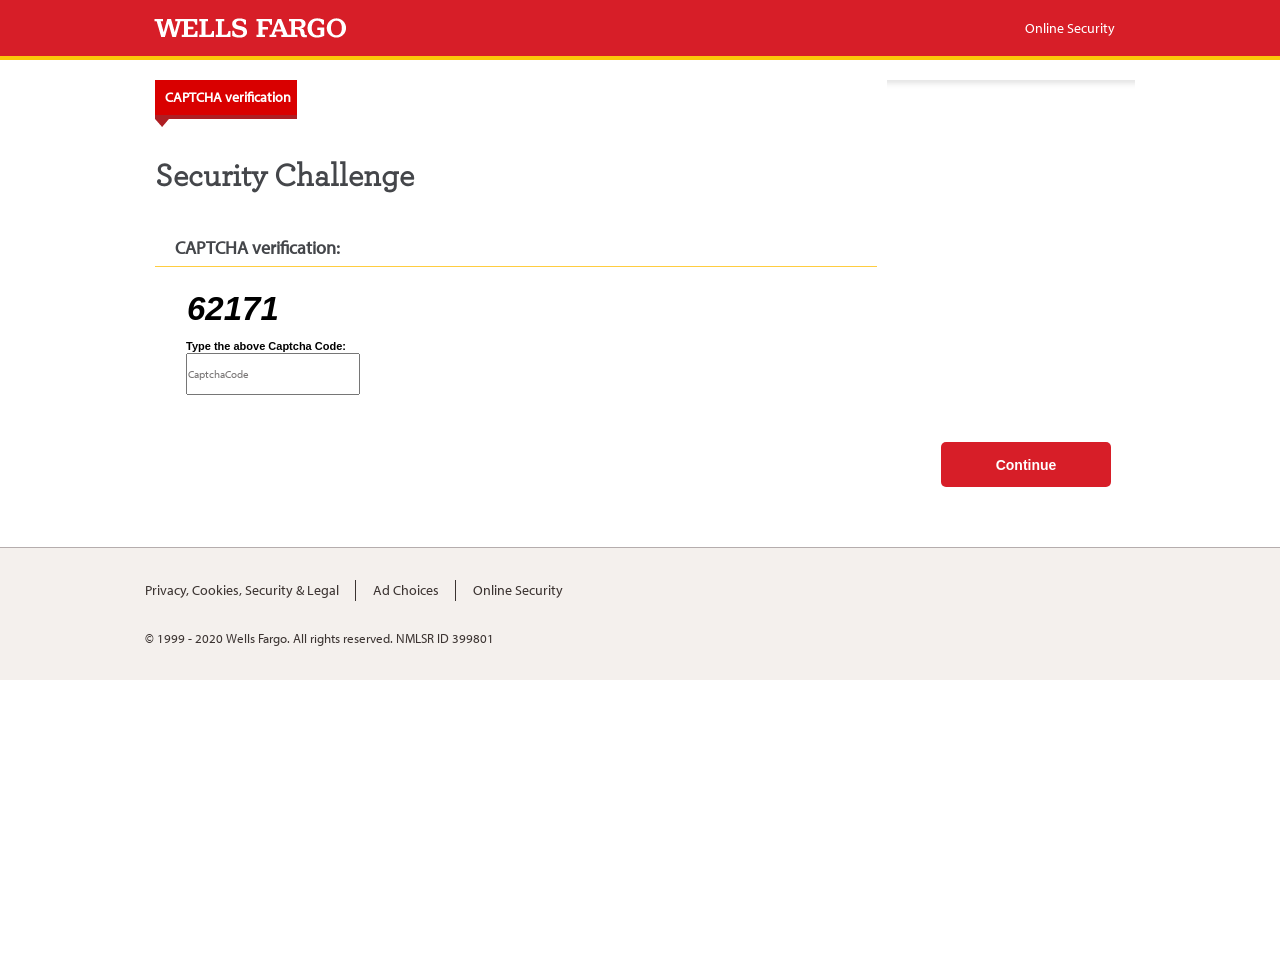 WELLS FARGO
Online Security
CAPTCHA verification
Security Challenge
CAPTCHA verification:
62171
Type the above Captcha Code:
CaptchaCode
Continue
Privacy, Cookies, Security & Legal
Ad Choices
Online Security
© 1999 - 2020 Wells Fargo. All rights reserved. NMLSR ID 399801